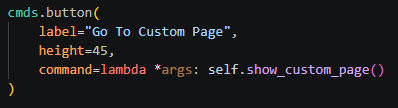 cmds.button(
    label="Go To Custom Page",
    height=45,
    command=lambda *args: self.show_custom_page()
)